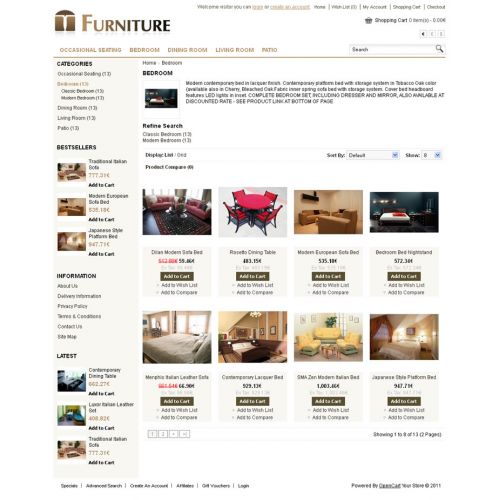 Welcome visitor you can login or create an account.
Home
Wish List (0)
My Account
Shopping Cart
Checkout
FURNITURE
Shopping Cart 0 item(s) - 0.00€
OCCASIONAL SEATING
BEDROOM
DINING ROOM
LIVING ROOM
PATIO
Search
CATEGORIES
Occasional Seating (13)
Bedroom (13)
Classic Bedroom (13)
Modern Bedroom (13)
Dining Room (13)
Living Room (13)
Patio (13)
BESTSELLERS
Traditional Italian
Sofa
777.31€
Add to Cart
Modern European
Sofa Bed
535.18€
Add to Cart
Japanese Style
Platform Bed
947.71€
Add to Cart
INFORMATION
About Us
Delivery Information
Privacy Policy
Terms & Conditions
Contact Us
Site Map
LATEST
Contemporary
Dining Table
662.27€
Add to Cart
Luxor Italian Leather
Set
408.82€
Add to Cart
Traditional Italian
Sofa
777.31€
Add to Cart
Home » Bedroom
BEDROOM
Modern contemporary bed in lacquer finish. Contemporary platform bed with storage system in Tobacco Oak color
(available also in Cherry, Bleached Oak.Fabric inner spring sofa bed with storage system. Cover bed headboard
features LED lights in inset. COMPLETE BEDROOM SET, INCLUDING DRESSER AND MIRROR, ALSO AVAILABLE AT
DISCOUNTED RATE - SEE PRODUCT LINK AT BOTTOM OF PAGE
Refine Search
Classic Bedroom (13)
Modern Bedroom (13)
Display: List / Grid
Sort By: Default
Show: 8
Product Compare (0)
Dilan Modern Sofa Bed
59.46€
Add to Cart
Add to Wish List
Add to Compare
Rosetto Dining Table
483.15€
Add to Cart
Add to Wish List
Add to Compare
Modern European Sofa Bed
535.18€
Add to Cart
Add to Wish List
Add to Compare
Bedroom Bed Nightstand
572.34€
Add to Cart
Add to Wish List
Add to Compare
Menphis Italian Leather Sofa
66.90€
Add to Cart
Add to Wish List
Add to Compare
Contemporary Lacquer Bed
929.13€
Add to Cart
Add to Wish List
Add to Compare
SMA Zen Modern Italian Bed
1,003.46€
Add to Cart
Add to Wish List
Add to Compare
Japanese Style Platform Bed
947.71€
Add to Cart
Add to Wish List
Add to Compare
1 2 > >|
Showing 1 to 8 of 13 (2 Pages)
Specials
Advanced Search
Create An Account
Affiliates
Gift Vouchers
Login
Powered By OpenCart Your Store © 2011